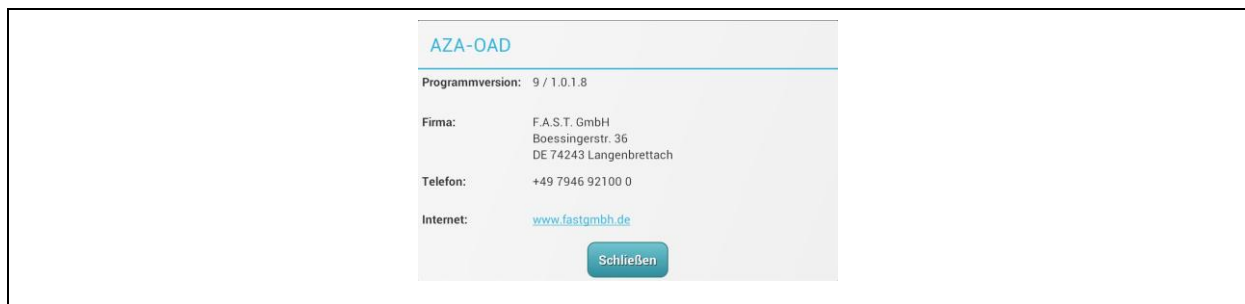 AZA-OAD
Programmversion: 9 / 1.0.1.8
Firma: F.A.S.T. GmbH
Boessingerstr. 36
DE 74243 Langenbrettach
Telefon: +49 7946 92100 0
Internet: www.fastgmbh.de
Schließen